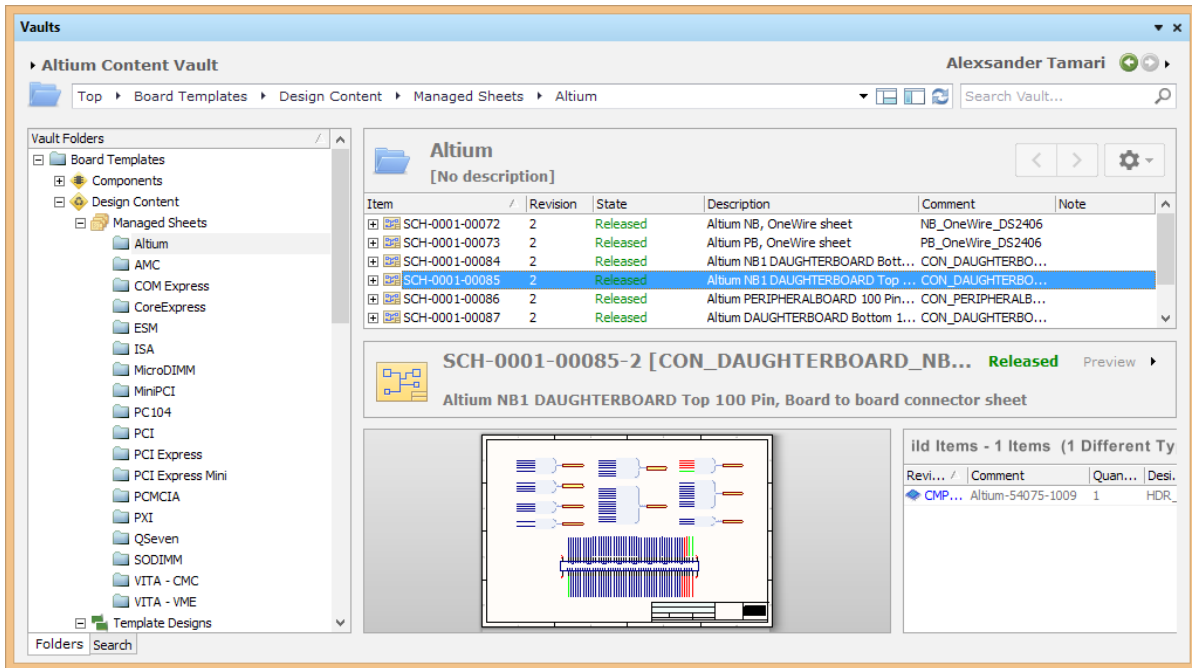 Vaults
Altium Content Vault
Alexsander Tamari
Top Board Templates Design Content Managed Sheets Altium
Search Vault...
Vault Folders
Board Templates
Components
Design Content
Managed Sheets
Altium
AMC
COM Express
CoreExpress
ESM
ISA
MicroDIMM
MiniPCI
PC104
PCI
PCI Express
PCI Express Mini
PCMCIA
PXI
QSeven
SODIMM
VITA - CMC
VITA - VME
Template Designs
Folders Search
Altium
[No description]
Item Revision State Description Comment Note
SCH-0001-00072 2 Released Altium NB, OneWire sheet NB_OneWire_DS2406
SCH-0001-00073 2 Released Altium PB, OneWire sheet PB_OneWire_DS2406
SCH-0001-00084 2 Released Altium NB1 DAUGHTERBOARD Bott... CON_DAUGHTERBO...
SCH-0001-00085 2 Released Altium NB1 DAUGHTERBOARD Top ... CON_DAUGHTERBO...
SCH-0001-00086 2 Released Altium PERIPHERALBOARD 100 Pin... CON_PERIPHERALB...
SCH-0001-00087 2 Released Altium DAUGHTERBOARD Bottom 1... CON_DAUGHTERBO...
SCH-0001-00085-2 [CON_DAUGHTERBOARD_NB... Released Preview
Altium NB1 DAUGHTERBOARD Top 100 Pin, Board to board connector sheet
ild Items - 1 Items (1 Different Ty
Revi... Comment Quan... Desi.
CMP... Altium-54075-1009 1 HDR_